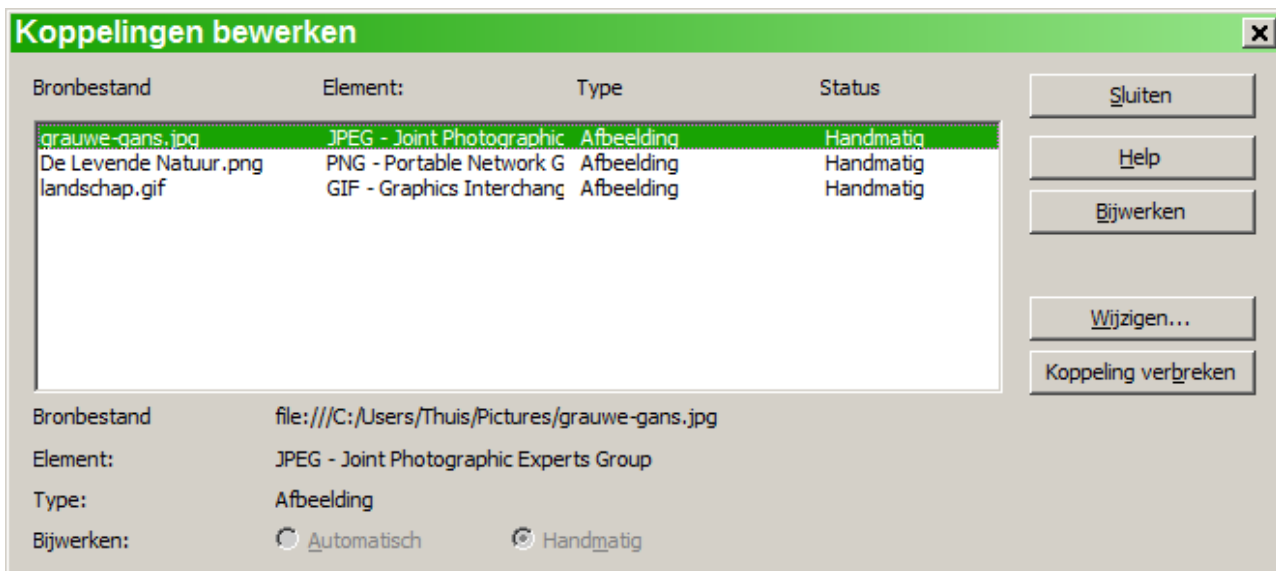 Koppelingen bewerken
Bronbestand Element: Type Status
Sluiten
grauwe-gans.jpg JPEG - Joint Photographic Afbeelding Handmatig
De Levende Natuur.png PNG - Portable Network G Afbeelding Handmatig
landschap.gif GIF - Graphics Interchang Afbeelding Handmatig
Help
Bijwerken
Wijzigen...
Koppeling verbreken
Bronbestand file:///C:/Users/Thuis/Pictures/grauwe-gans.jpg
Element: JPEG - Joint Photographic Experts Group
Type: Afbeelding
Bijwerken: Automatisch Handmatig